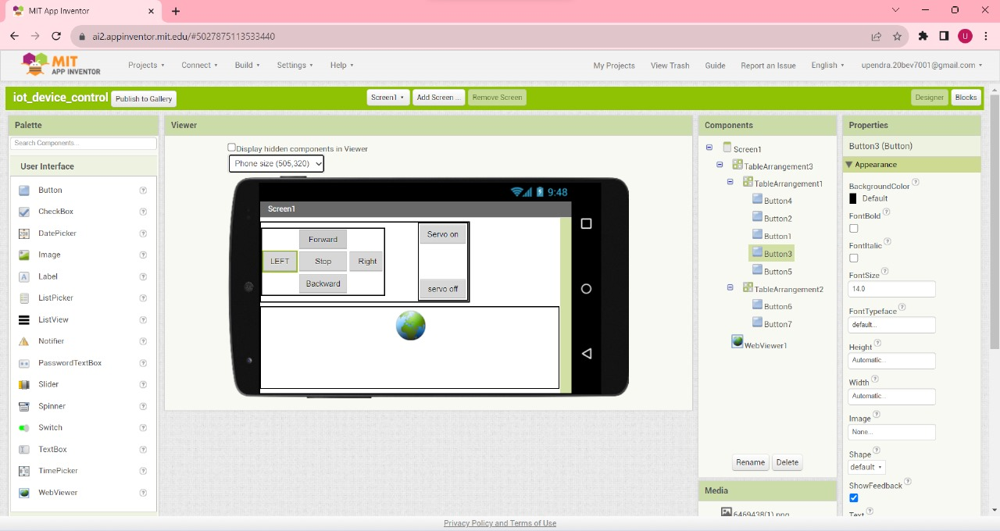 MIT App Inventor
ai2.appinventor.mit.edu/#5027875113533440
U
MIT
APP INVENTOR
Projects
Connect
Build
Settings
Help
My Projects
View Trash
Guide
Report an Issue
English
upendra.20bev7001@gmail.com
iot_device_control
Publish to Gallery
Screen1
Add Screen ...
Remove Screen
Designer
Blocks
Palette
Search Components...
User Interface
Button
CheckBox
DatePicker
Image
Label
ListPicker
ListView
Notifier
PasswordTextBox
Slider
Spinner
Switch
TextBox
TimePicker
WebViewer
Viewer
Display hidden components in Viewer
Phone size (505,320)
9:48
Screen1
Forward
LEFT
Stop
Right
Backward
Servo on
servo off
Components
Screen1
TableArrangement3
TableArrangement1
Button4
Button2
Button1
Button3
Button5
TableArrangement2
Button6
Button7
WebViewer1
Rename
Delete
Media
6469438(1).png
Properties
Button3 (Button)
Appearance
BackgroundColor
Default
FontBold
FontItalic
FontSize
14.0
FontTypeface
default...
Height
Automatic...
Width
Automatic...
Image
None...
Shape
default
ShowFeedback
Text
Privacy Policy and Terms of Use